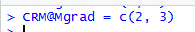 > CRM@Mgrad = c(2, 3)
>